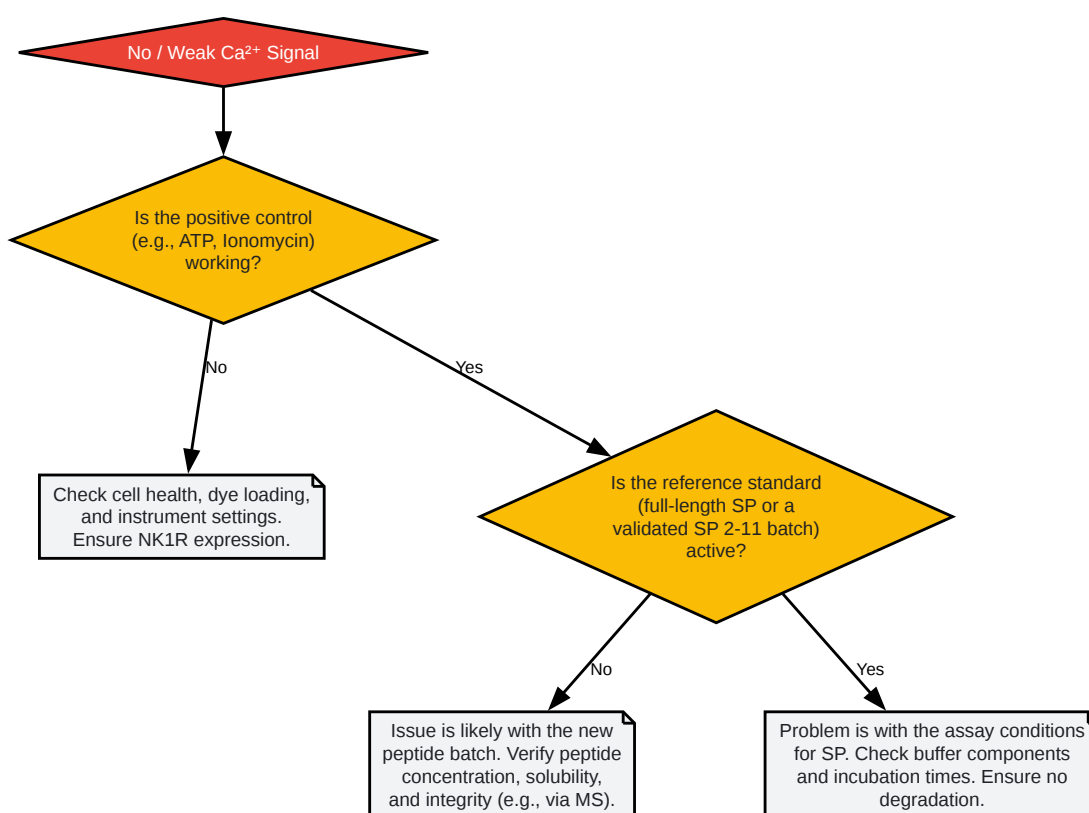 No / Weak Ca²⁺ Signal
Is the positive control
(e.g., ATP, Ionomycin)
working?
No
Yes
Check cell health, dye loading,
and instrument settings.
Ensure NK1R expression.
Is the reference standard
(full-length SP or a
validated SP 2-11 batch)
active?
No
Yes
Issue is likely with the new
peptide batch. Verify peptide
concentration, solubility,
and integrity (e.g., via MS).
Problem is with the assay conditions
for SP. Check buffer components
and incubation times. Ensure no
degradation.